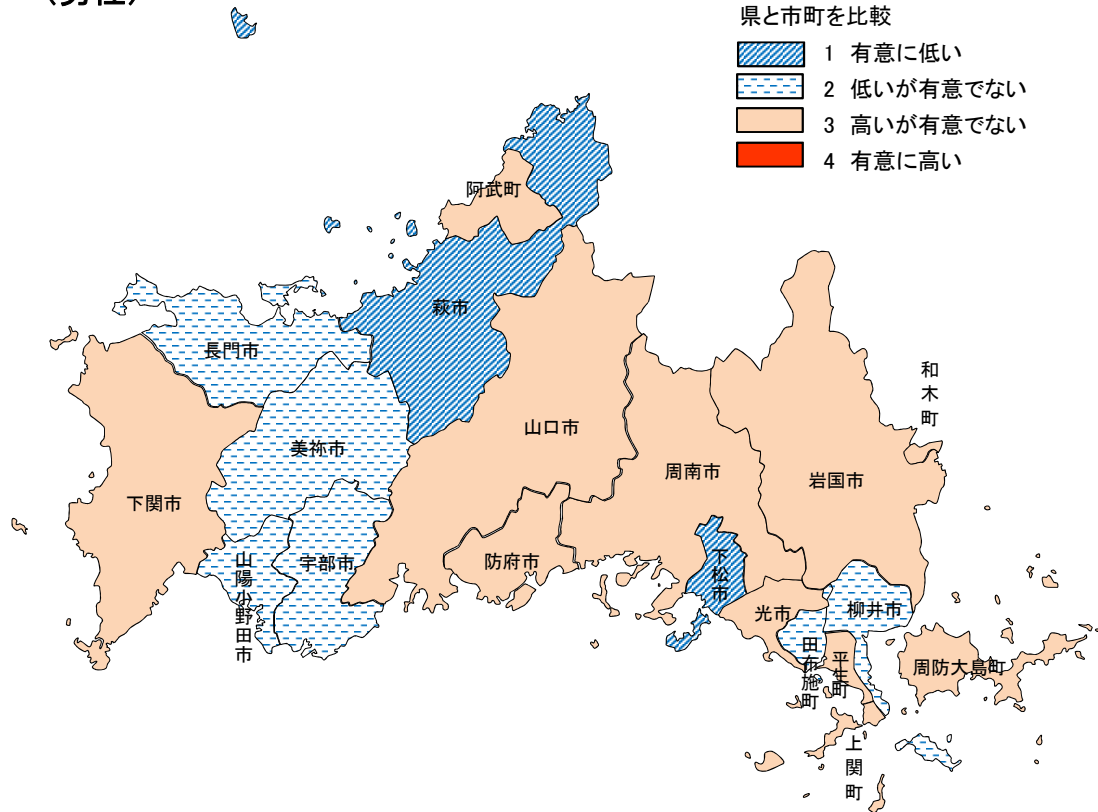 県と市町を比較
1 有意に低い
2 低いが有意でない
3 高いが有意でない
4 有意に高い
阿武町
萩市
長門市
和木町
山口市
美祢市
周南市
岩国市
下関市
防府市
宇部市
山陽小野田市
下松市
光市
柳井市
田布施町
平生町
周防大島町
上関町